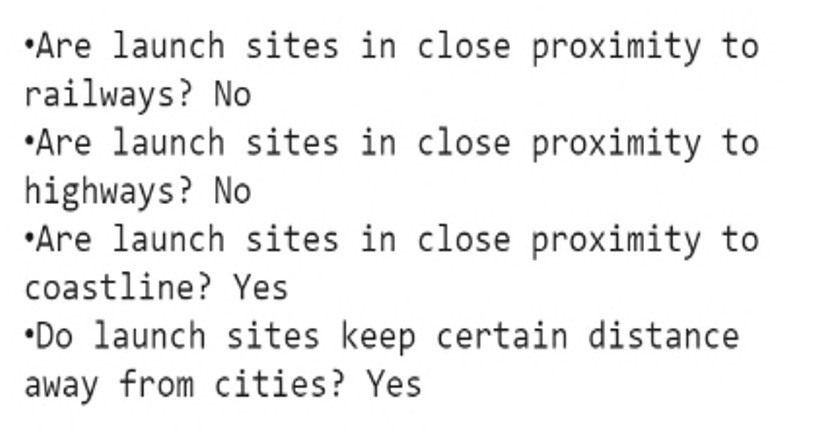 •Are launch sites in close proximity to
railways? No
•Are launch sites in close proximity to
highways? No
•Are launch sites in close proximity to
coastline? Yes
•Do launch sites keep certain distance
away from cities? Yes